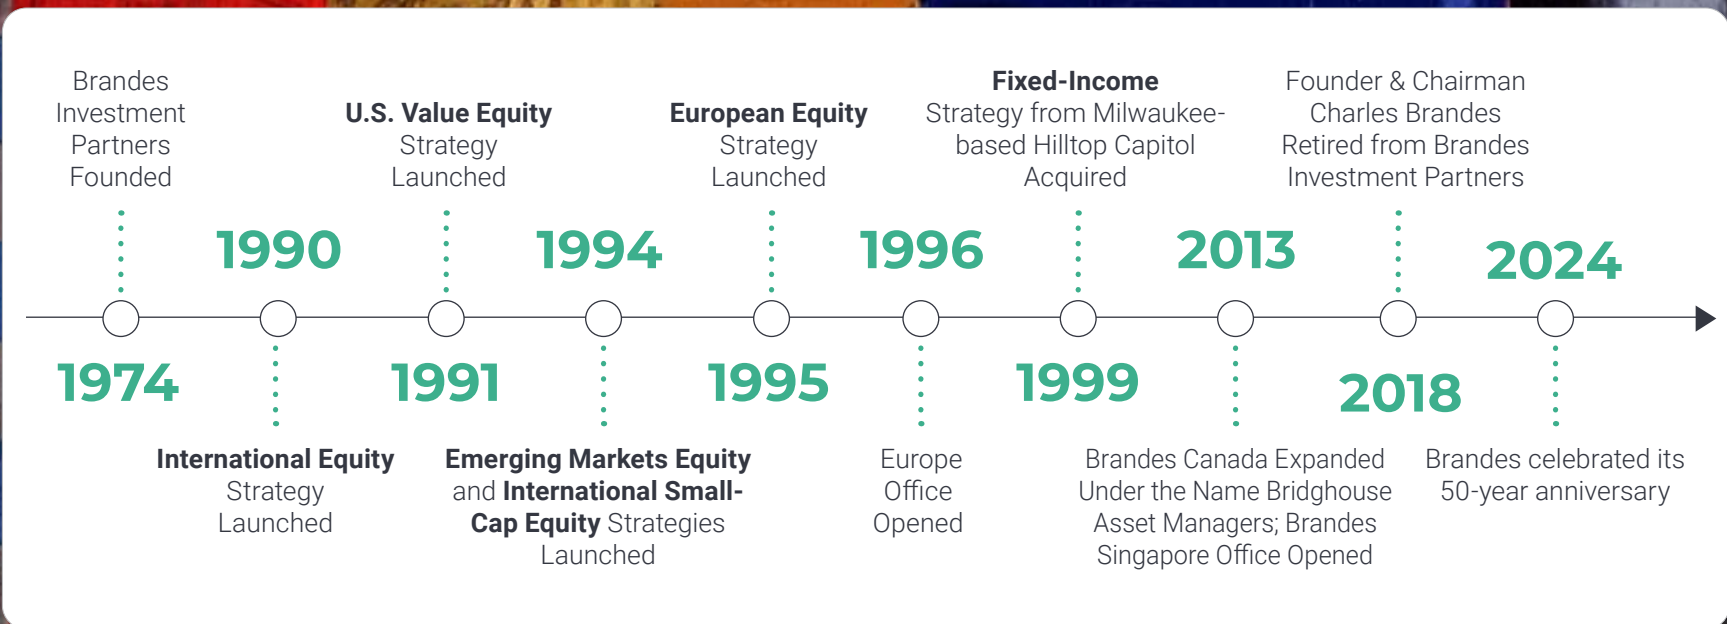 Brandes
Investment
Partners
Founded
1974
1990
International Equity
Strategy
Launched
U.S. Value Equity
Strategy
Launched
1991
1994
Emerging Markets Equity
and International Small-
Cap Equity Strategies
Launched
European Equity
Strategy
Launched
1995
1996
Europe
Office
Opened
Fixed-Income
Strategy from Milwaukee-
based Hilltop Capitol
Acquired
1999
2013
Brandes Canada Expanded
Under the Name Bridghouse
Asset Managers; Brandes
Singapore Office Opened
Founder & Chairman
Charles Brandes
Retired from Brandes
Investment Partners
2018
2024
Brandes celebrated its
50-year anniversary